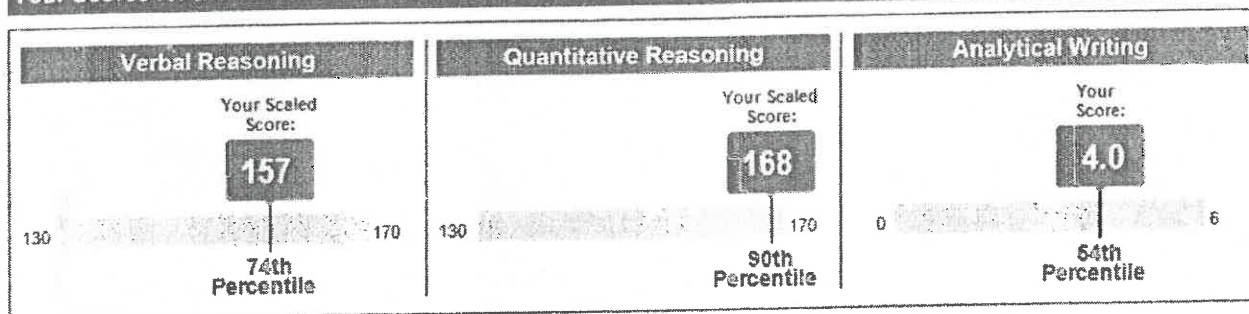 Verbal Reasoning
Your Scaled
Score:
157
130
170
74th
Percentile
Quantitative Reasoning
Your Scaled
Score:
168
130
170
90th
Percentile
Analytical Writing
Your
Score:
4.0
0
6
54th
Percentile